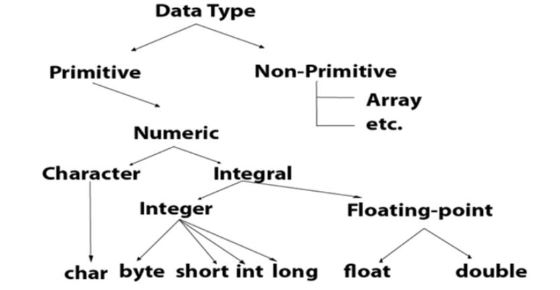 Data Type
Primitive
Non-Primitive
Array
etc.
Numeric
Character
Integral
Integer
Floating-point
char
byte
short
int
long
float
double